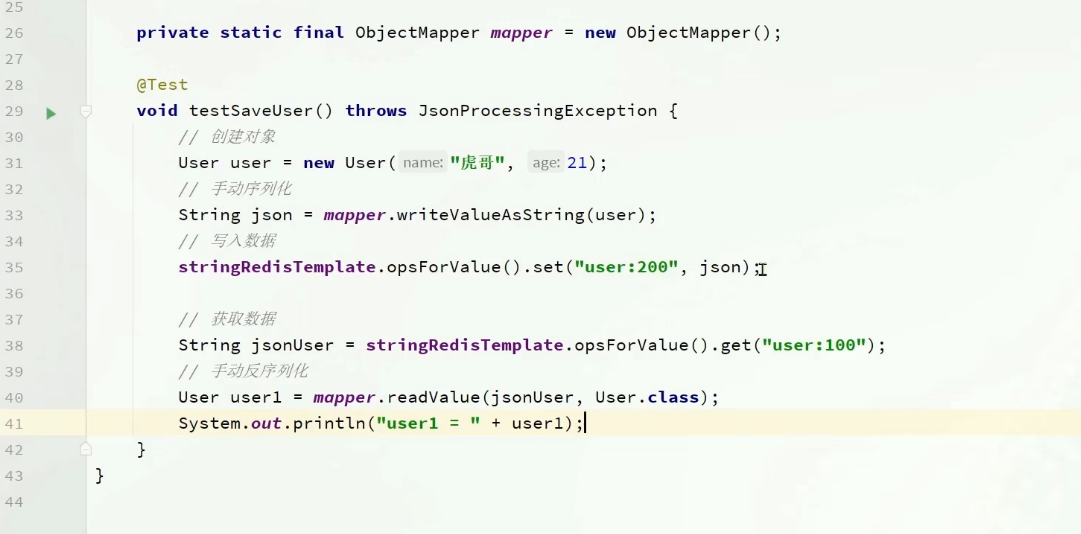 25
26 private static final ObjectMapper mapper = new ObjectMapper();
27
28 @Test
29 void testSaveUser() throws JsonProcessingException {
30 // 创建对象
31 User user = new User( name: "虎哥", age: 21);
32 // 手动序列化
33 String json = mapper.writeValueAsString(user);
34 // 写入数据
35 stringRedisTemplate.opsForValue().set("user:200", json);
36
37 // 获取数据
38 String jsonUser = stringRedisTemplate.opsForValue().get("user:100");
39 // 手动反序列化
40 User user1 = mapper.readValue(jsonUser, User.class);
41 System.out.println("user1 = " + user1);
42 }
43 }
44